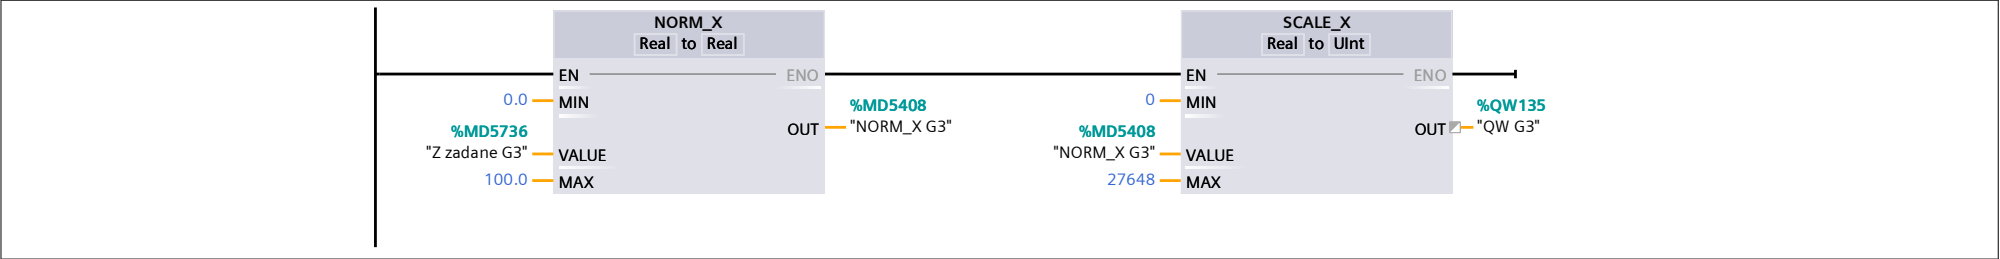 NORM_X
Real to Real
EN
ENO
0.0
MIN
%MD5408
"NORM_X G3"
OUT
%MD5736
"Z zadane G3"
VALUE
100.0
MAX
SCALE_X
Real to UInt
EN
ENO
0
MIN
%QW135
"QW G3"
OUT
%MD5408
"NORM_X G3"
VALUE
27648
MAX